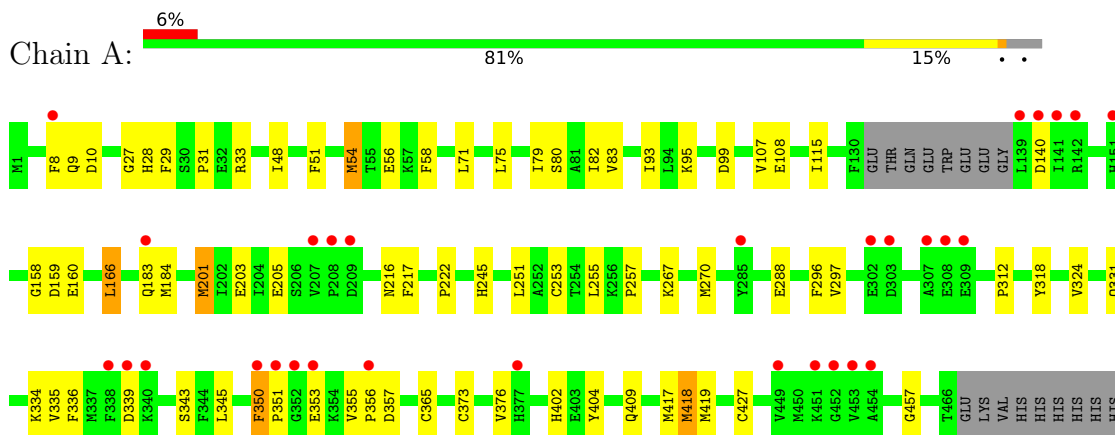 6%
Chain A:
81% 15% • •
M1 F8 Q9 D10 G27 H28 F29 S30 P31 E32 R33 I48 F51 M54 T55 E56 K57 F58 L71 L75 I79 S80 A81 I82 V83 I93 L94 K95 D99 V107 E108 I115 F130 GLU THR GLN GLU TRP GLU GLU GLY L139 D140 I141 R142 H151
G158 D159 E160 L166 Q183 M184 M201 I202 E203 I204 E205 S206 V207 P208 D209 N216 F217 P222 H245 L251 A252 C253 T254 L255 K256 P257 K267 M270 Y285 E288 F296 V297 E302 D303 A307 E308 E309 P312 Y318 V324 Q331
K334 V335 F336 M337 F338 D339 K340 S343 F344 L345 F350 P351 G352 E353 K354 V355 P356 D357 C365 C373 V376 H377 H402 E403 Y404 Q409 M417 M418 M419 C427 V449 M450 K451 G452 V453 A454 G457 T466 GLU LYS VAL HIS HIS HIS HIS HIS HIS